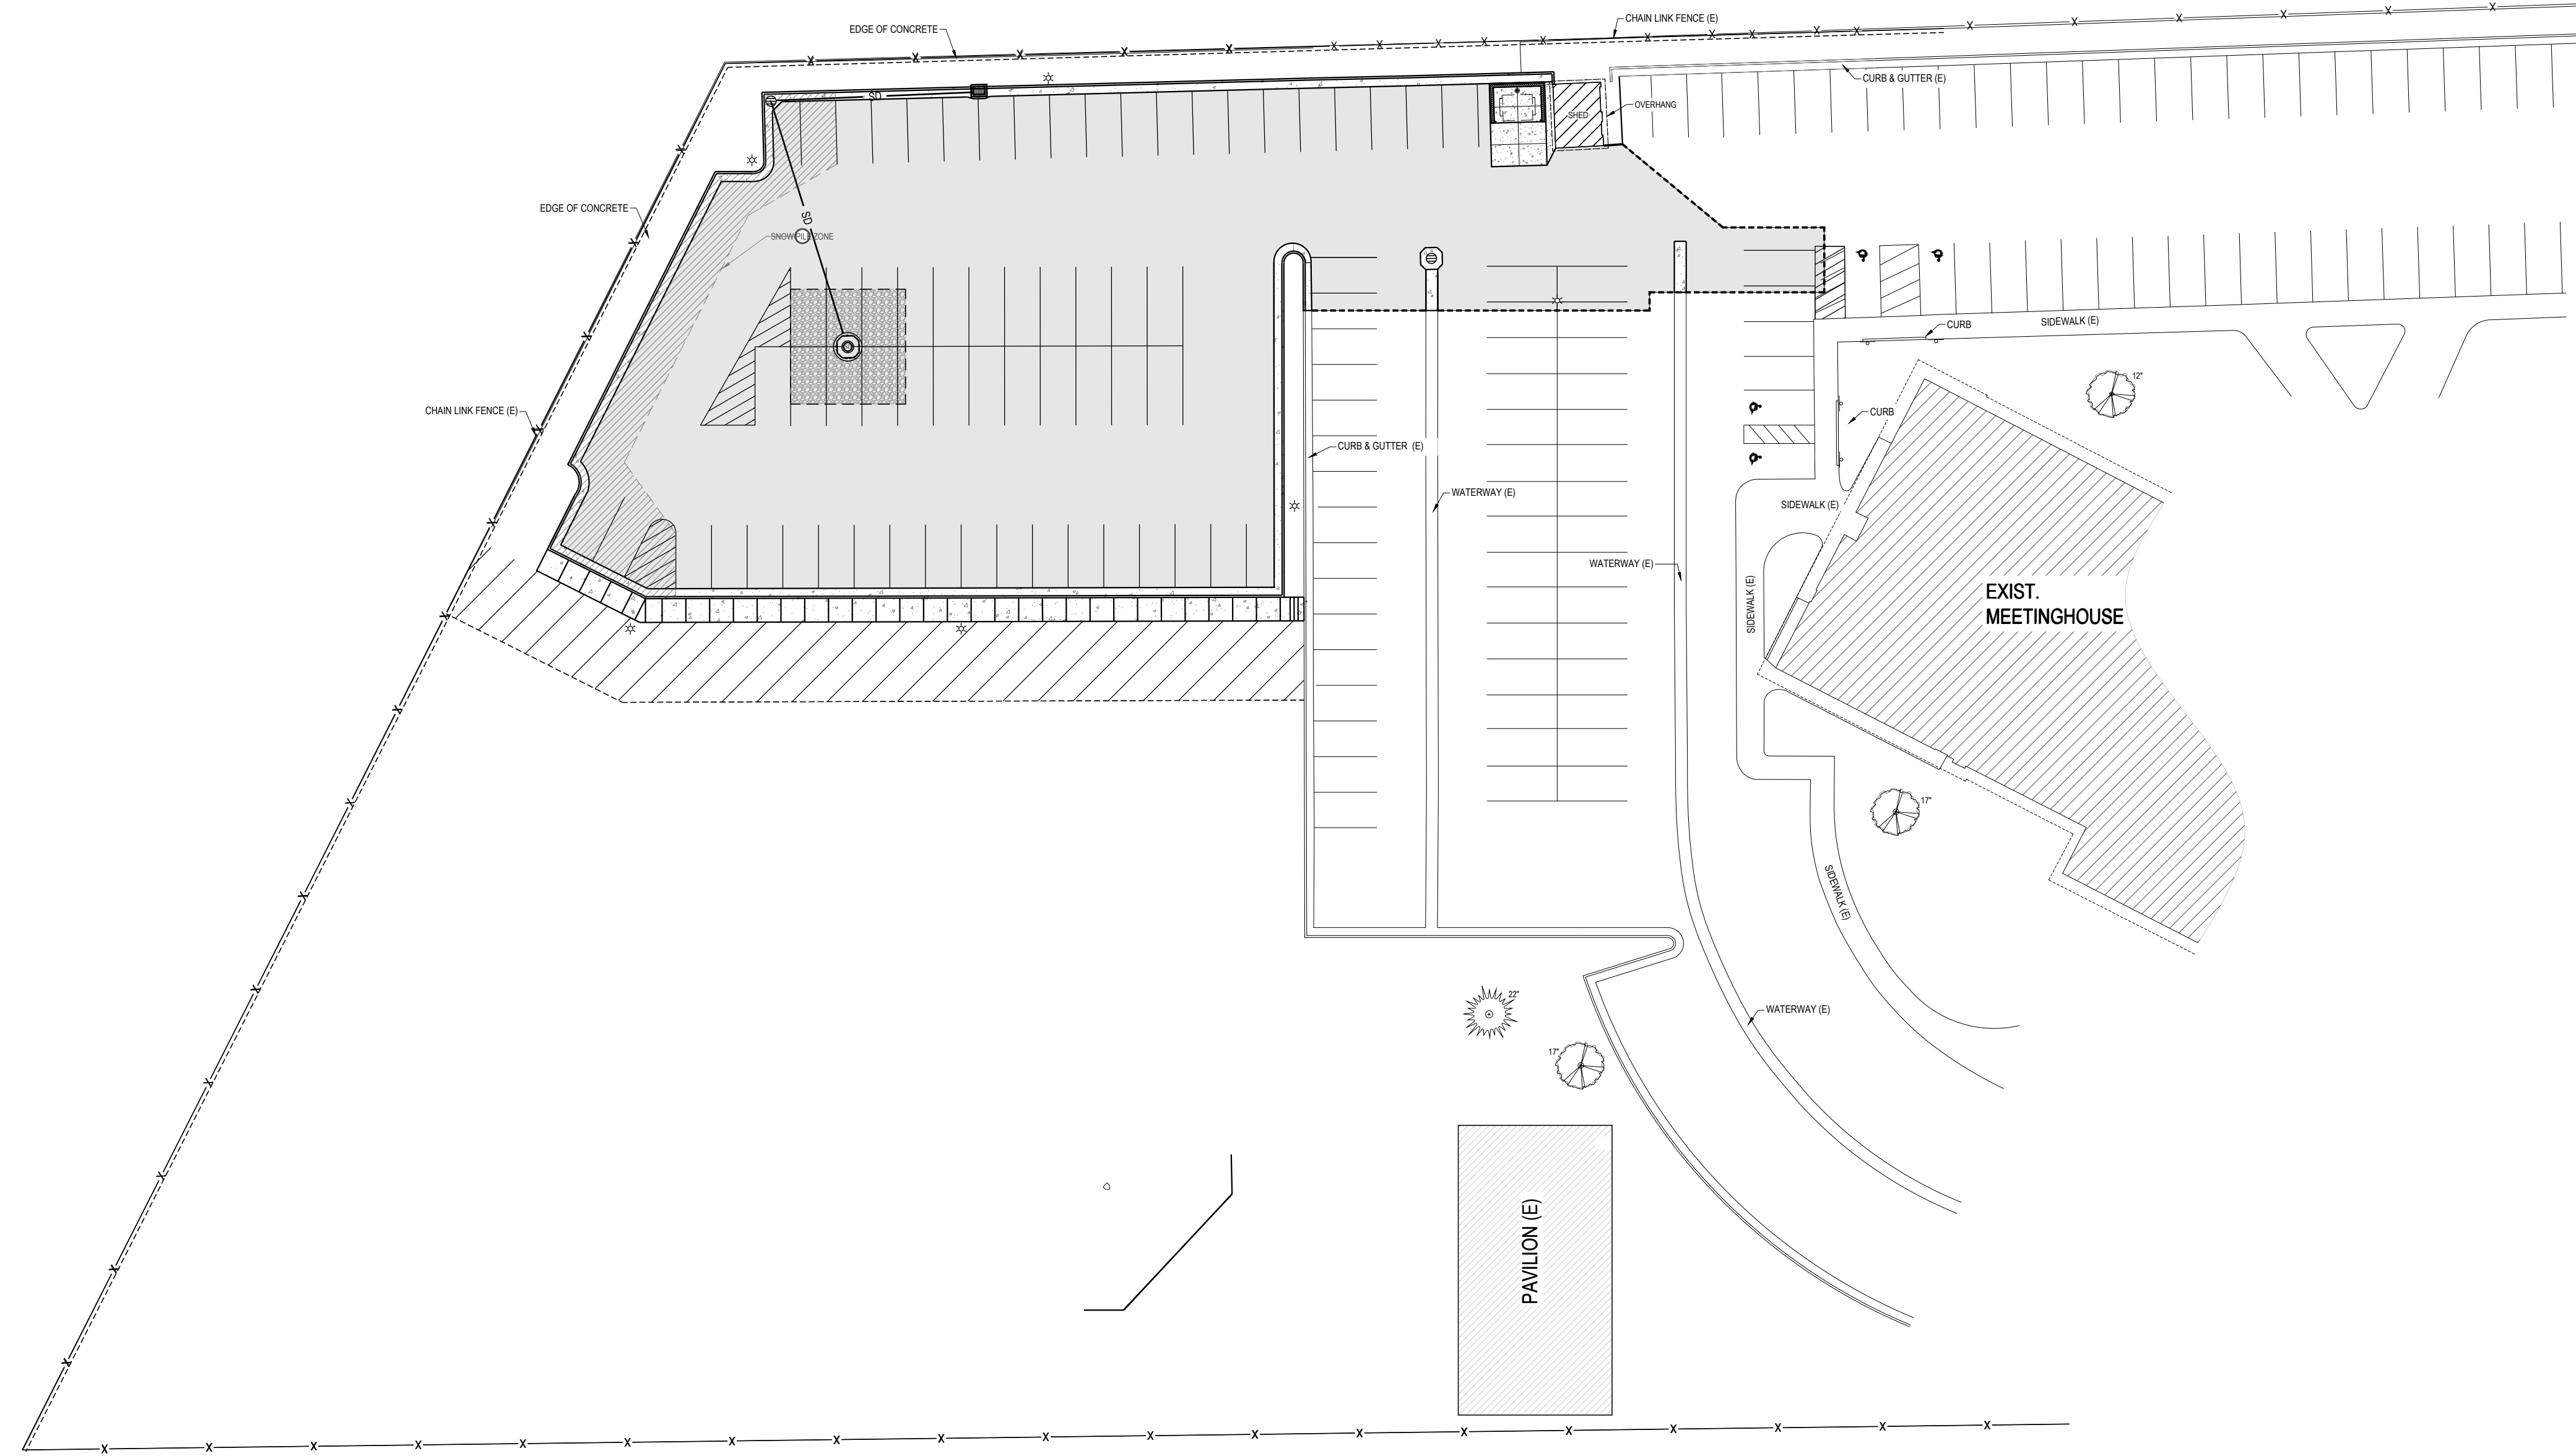 CHAIN LINK FENCE (E)
EDGE OF CONCRETE
CURB & GUTTER (E)
SD
OVERHANG
SHED
EDGE OF CONCRETE
SD
SNOW PILE ZONE
CURB
SIDEWALK (E)
12"
CHAIN LINK FENCE (E)
CURB
CURB & GUTTER (E)
WATERWAY (E)
SIDEWALK (E)
WATERWAY (E)
SIDEWALK (E)
EXIST.
MEETINGHOUSE
17"
SIDEWALK (E)
22"
WATERWAY (E)
17"
PAVILION (E)